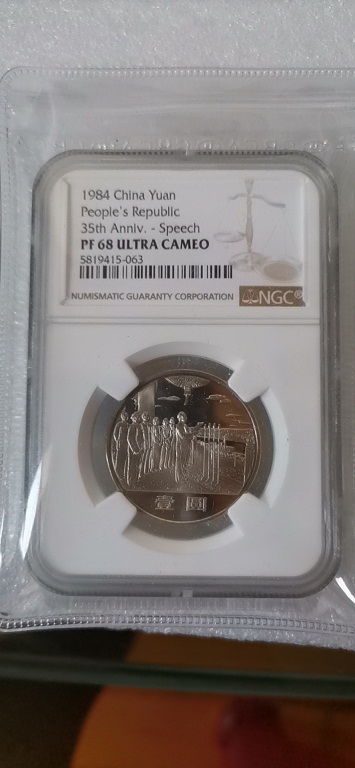 1984 China Yuan
People's Republic
35th Anniv. - Speech
PF 68 ULTRA CAMEO
5819415-063
NUMISMATIC GUARANTY CORPORATION NGC®
壹圓